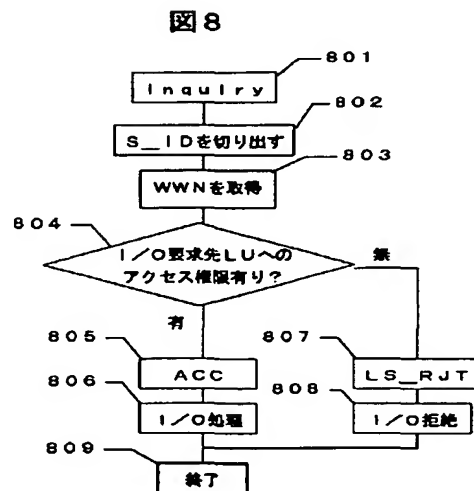 図8
801
Inquiry
802
S_IDを切り出す
803
WWNを取得
804
I/O要求先LUへの
アクセス権限有り?
無
有
805
ACC
807
LS_RJT
806
I/O処理
808
I/O拒絶
809
終了